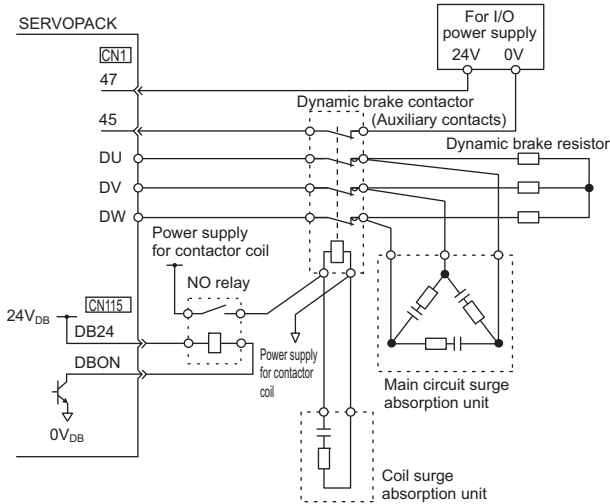 SERVOPACK
For I/O
power supply
24V 0V
CN1
47
Dynamic brake contactor
(Auxiliary contacts)
45
Dynamic brake resistor
DU
DV
DW
Power supply
for contactor coil
NO relay
CN115
24VDB
DB24
DBON
0VDB
Power supply
for contactor
coil
Main circuit surge
absorption unit
Coil surge
absorption unit